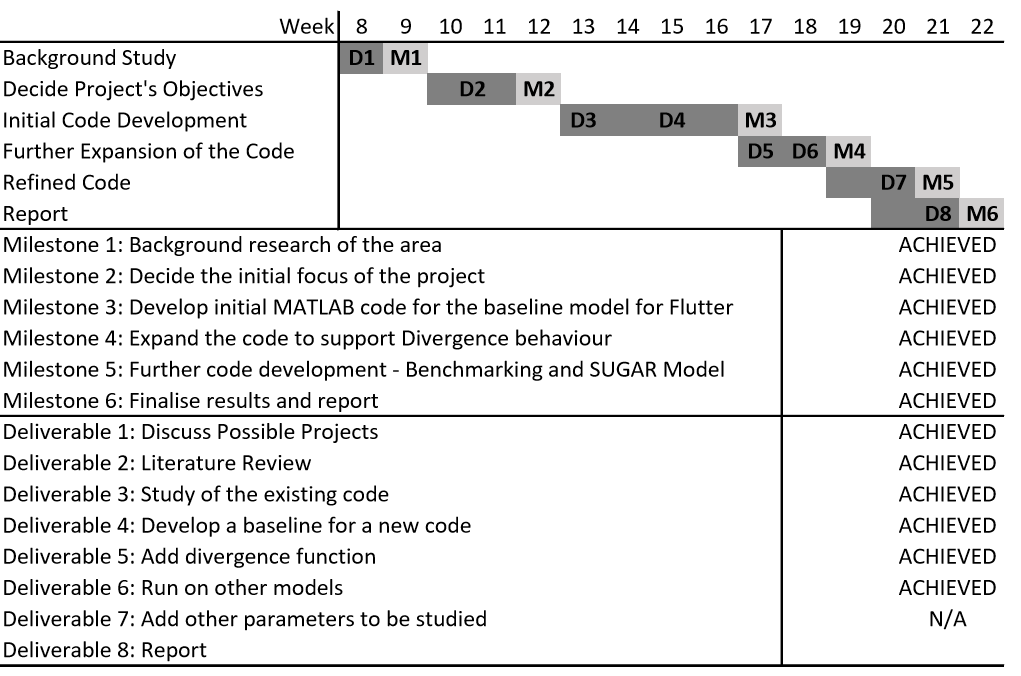 Week 8 9 10 11 12 13 14 15 16 17 18 19 20 21 22
Background Study D1 M1
Decide Project's Objectives D2 M2
Initial Code Development D3 D4 M3
Further Expansion of the Code D5 D6 M4
Refined Code D7 M5
Report D8 M6
Milestone 1: Background research of the area ACHIEVED
Milestone 2: Decide the initial focus of the project ACHIEVED
Milestone 3: Develop initial MATLAB code for the baseline model for Flutter ACHIEVED
Milestone 4: Expand the code to support Divergence behaviour ACHIEVED
Milestone 5: Further code development - Benchmarking and SUGAR Model ACHIEVED
Milestone 6: Finalise results and report ACHIEVED
Deliverable 1: Discuss Possible Projects ACHIEVED
Deliverable 2: Literature Review ACHIEVED
Deliverable 3: Study of the existing code ACHIEVED
Deliverable 4: Develop a baseline for a new code ACHIEVED
Deliverable 5: Add divergence function ACHIEVED
Deliverable 6: Run on other models ACHIEVED
Deliverable 7: Add other parameters to be studied N/A
Deliverable 8: Report